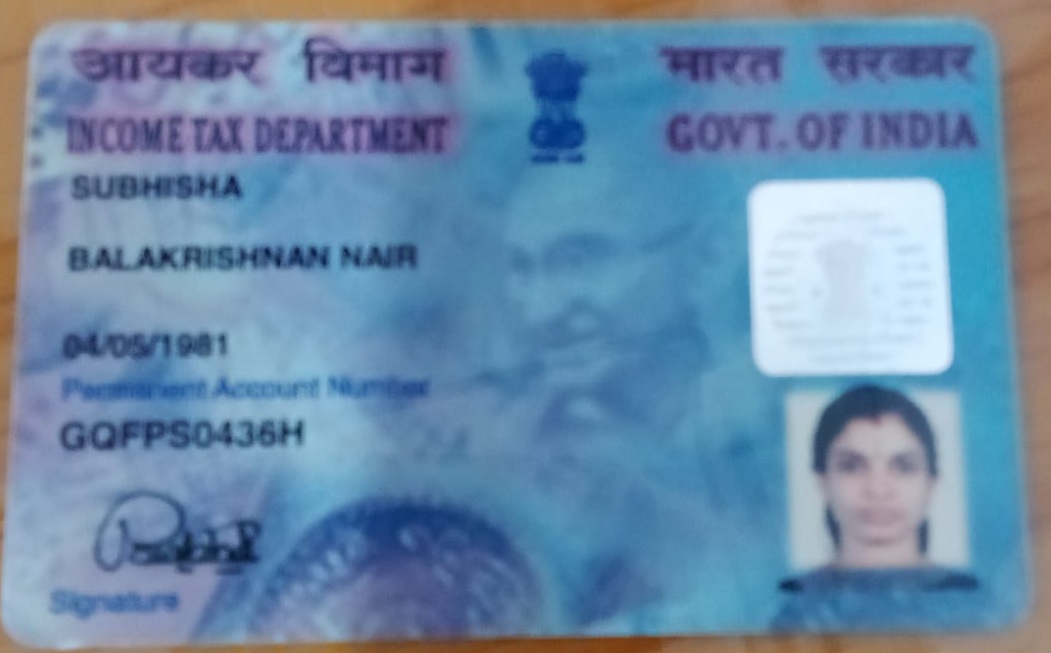 आयकर विभाग
भारत सरकार
INCOME TAX DEPARTMENT
GOVT. OF INDIA
SUBHISHA
BALAKRISHNAN NAIR
04/05/1981
Permanent Account Number
GQFPS0436H
Signature